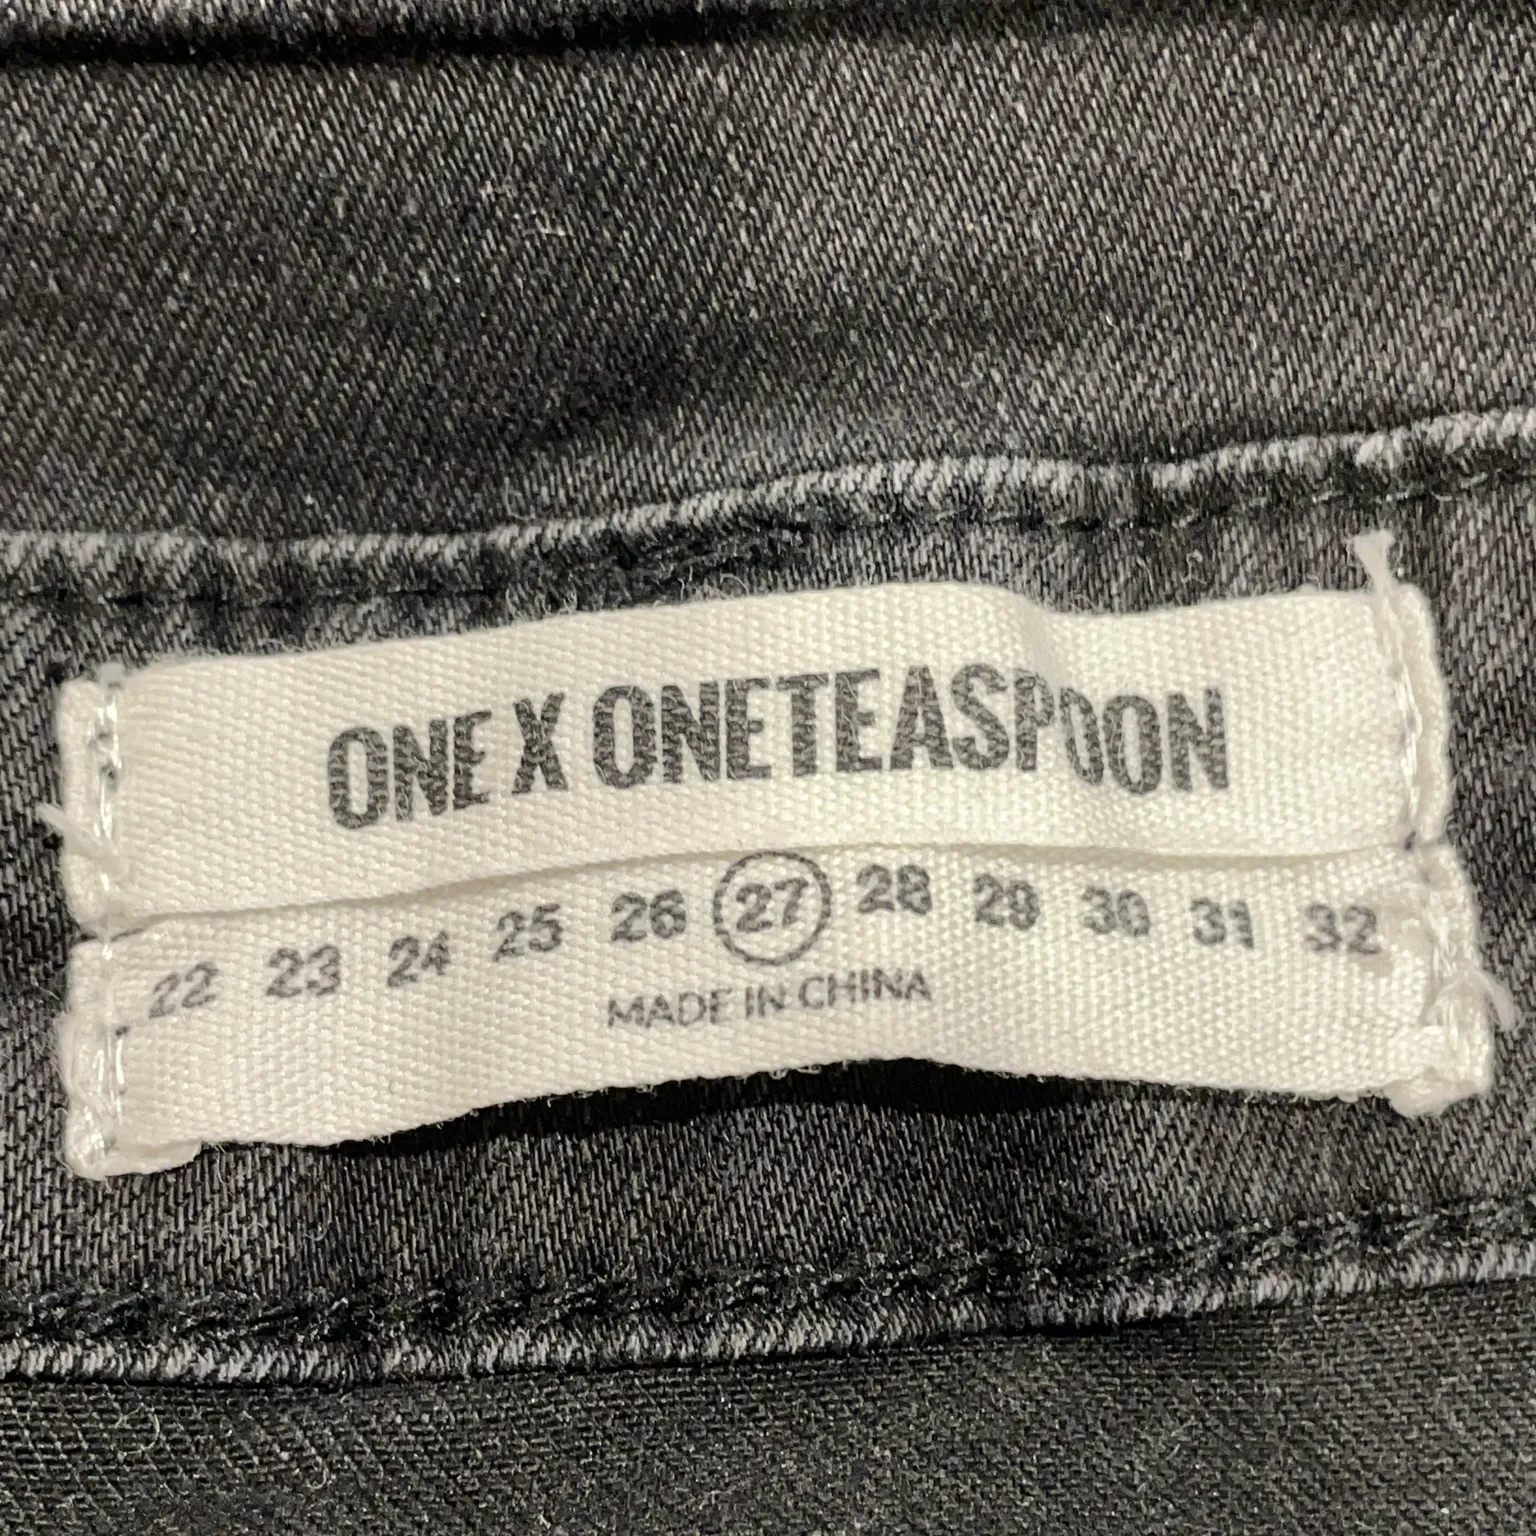 ONE X ONETEASPOON
22 23 24 25 26 27 28 29 30 31 32
MADE IN CHINA